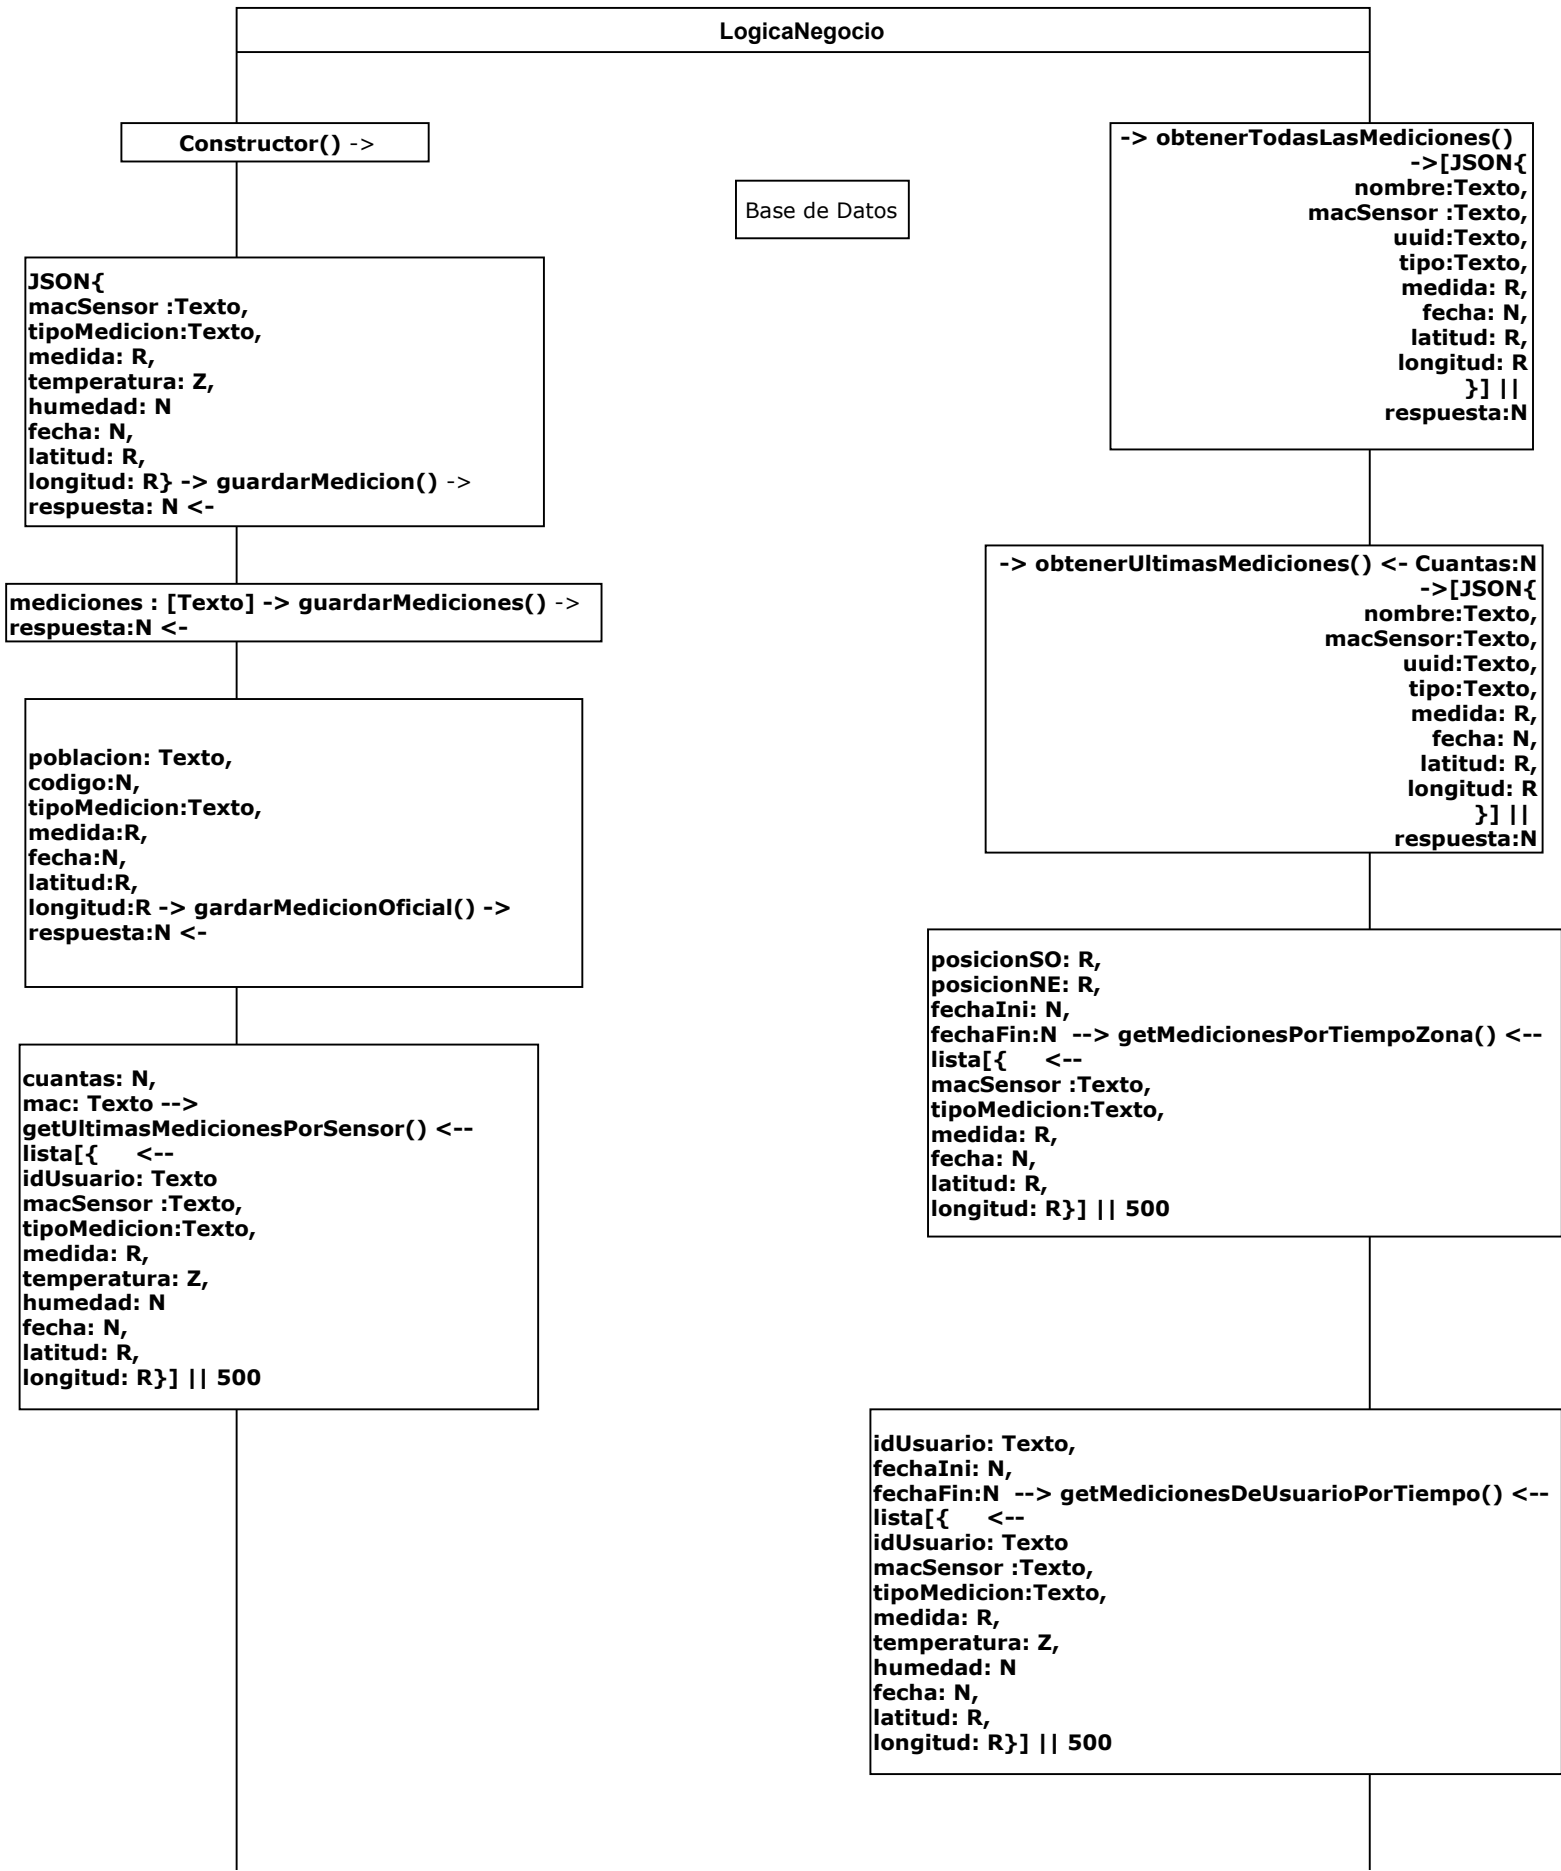 LogicaNegocio
Constructor() ->
Base de Datos
JSON{
macSensor :Texto,
tipoMedicion:Texto,
medida: R,
temperatura: Z,
humedad: N
fecha: N,
latitud: R,
longitud: R} -> guardarMedicion() ->
respuesta: N <-
mediciones : [Texto] -> guardarMediciones() ->
respuesta:N <-
poblacion: Texto,
codigo:N,
tipoMedicion:Texto,
medida:R,
fecha:N,
latitud:R,
longitud:R -> gardarMedicionOficial() ->
respuesta:N <-
cuantas: N,
mac: Texto -->
getUltimasMedicionesPorSensor() <--
lista[{ <--
idUsuario: Texto
macSensor :Texto,
tipoMedicion:Texto,
medida: R,
temperatura: Z,
humedad: N
fecha: N,
latitud: R,
longitud: R}] || 500
-> obtenerTodasLasMediciones()
->[JSON{
nombre:Texto,
macSensor :Texto,
uuid:Texto,
tipo:Texto,
medida: R,
fecha: N,
latitud: R,
longitud: R
}] ||
respuesta:N
-> obtenerUltimasMediciones() <- Cuantas:N
->[JSON{
nombre:Texto,
macSensor:Texto,
uuid:Texto,
tipo:Texto,
medida: R,
fecha: N,
latitud: R,
longitud: R
}] ||
respuesta:N
posicionSO: R,
posicionNE: R,
fechaIni: N,
fechaFin:N --> getMedicionesPorTiempoZona() <--
lista[{ <--
macSensor :Texto,
tipoMedicion:Texto,
medida: R,
fecha: N,
latitud: R,
longitud: R}] || 500
idUsuario: Texto,
fechaIni: N,
fechaFin:N --> getMedicionesDeUsuarioPorTiempo() <--
lista[{ <--
idUsuario: Texto
macSensor :Texto,
tipoMedicion:Texto,
medida: R,
temperatura: Z,
humedad: N
fecha: N,
latitud: R,
longitud: R}] || 500